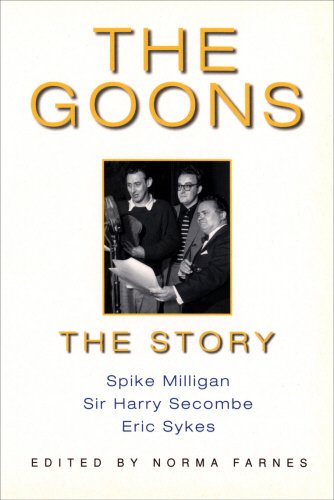 THE
GOONS
THE STORY
Spike Milligan
Sir Harry Secombe
Eric Sykes
EDITED BY NORMA FARNES